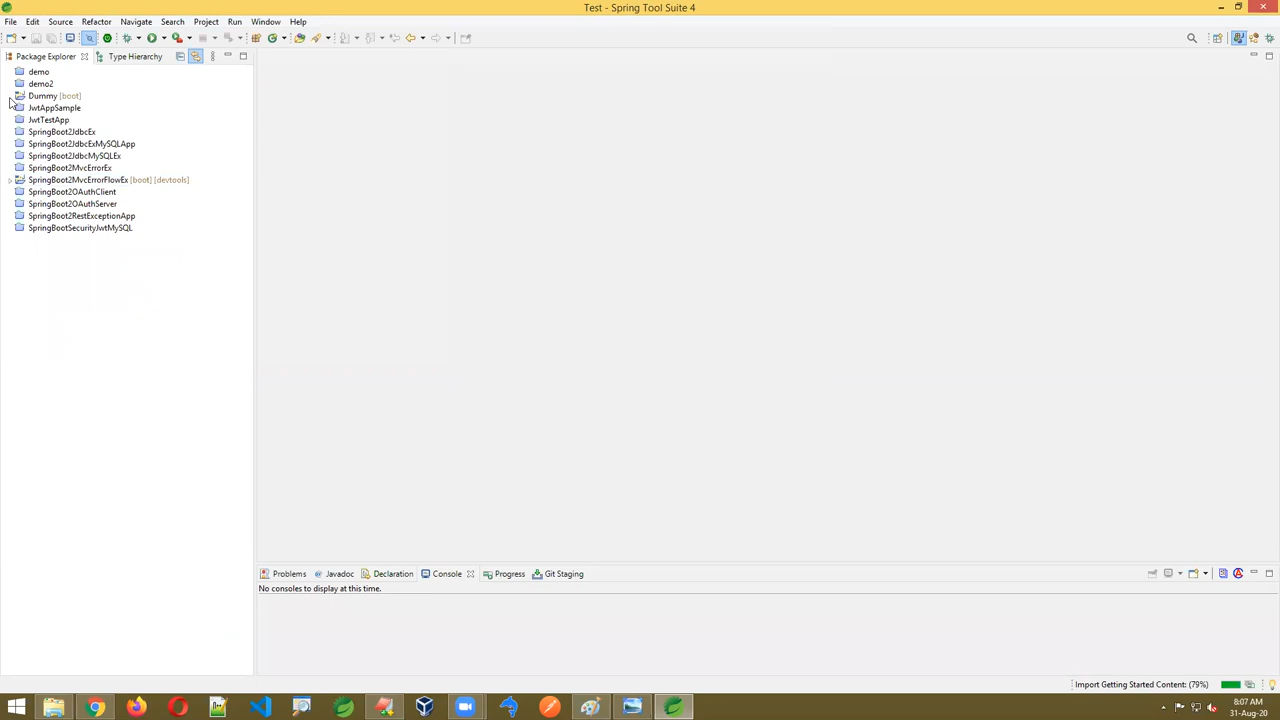 Test - Spring Tool Suite 4
File Edit Source Refactor Navigate Search Project Run Window Help
Package Explorer Type Hierarchy
demo
demo2
Dummy [boot]
JwtAppSample
JwtTestApp
SpringBoot2JdbcEx
SpringBoot2JdbcExMySQLApp
SpringBoot2JdbcMySQLEx
SpringBoot2MvcErrorEx
SpringBoot2MvcErrorFlowEx [boot] [devtools]
SpringBoot2OAuthClient
SpringBoot2OAuthServer
SpringBoot2RestExceptionApp
SpringBootSecurityJwtMySQL
Problems Javadoc Declaration Console Progress Git Staging
No consoles to display at this time.
Import Getting Started Content: (79%)
8:07 AM
31-Aug-20